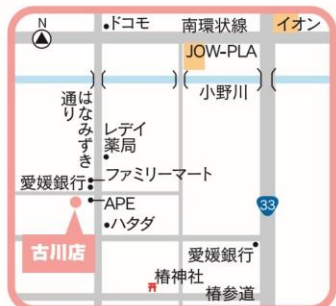 N
ドコモ
南環状線
イオン
JOW-PLA
小野川
はなみずき
通り
レデイ
薬局
ファミリーマート
愛媛銀行
APE
33
ハタダ
古川店
愛媛銀行
椿神社
椿参道